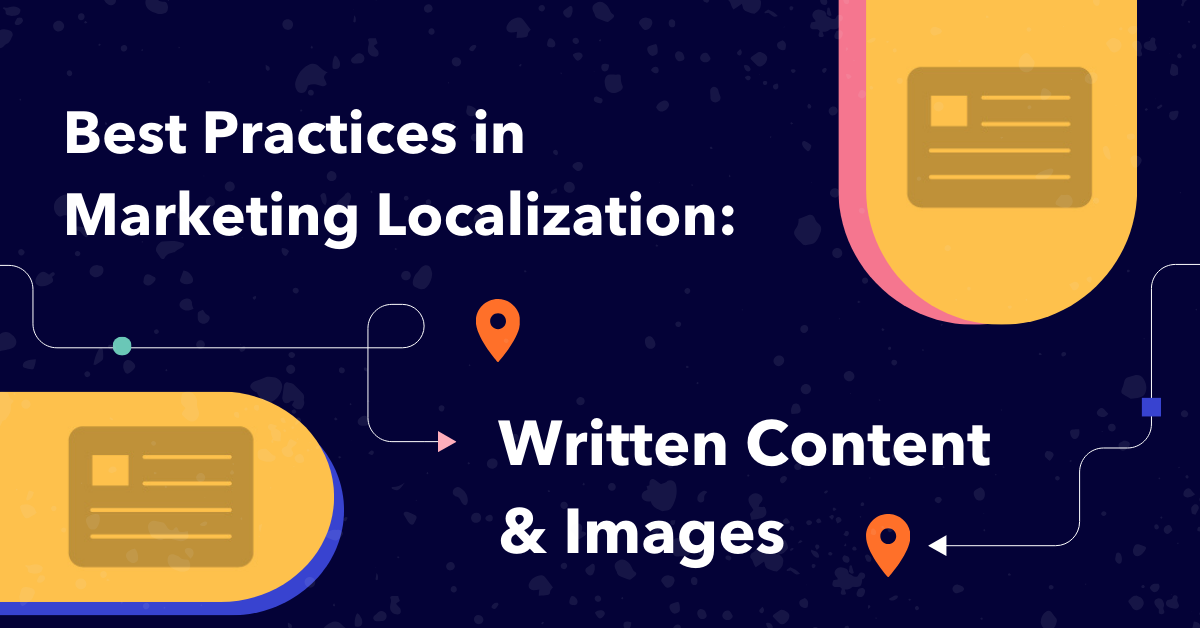 Best Practices in
Marketing Localization:
Written Content
& Images